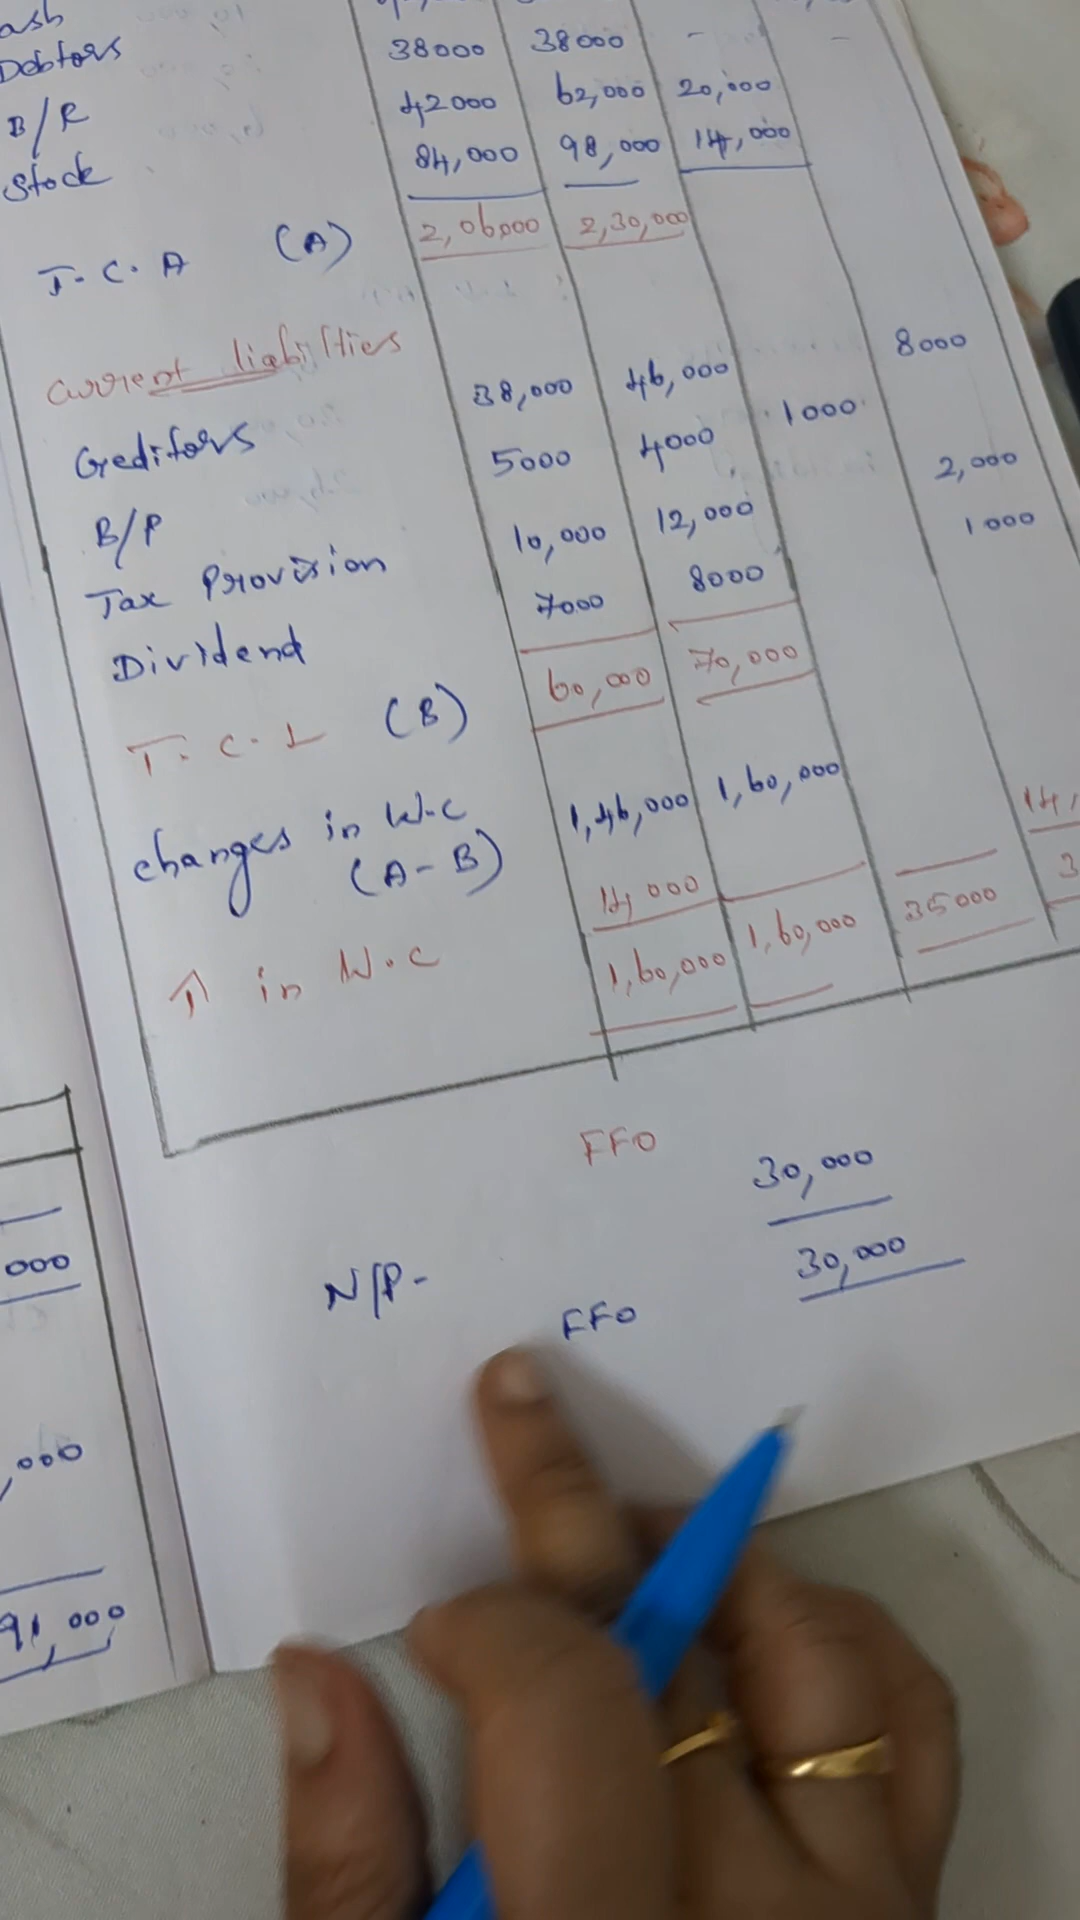 ash
Debtors 38000 38000 - -
B/R 42000 62,000 20,000
Stock 84,000 98,000 14,000
T. C. A (A) 2,06000 2,30,000
Current liabilities
Creditors 38,000 46,000 8000
B/P 5000 4000 1000
Tax Provision 10,000 12,000 2,000
Dividend 7000 8000 1000
T. C. L (B) 60,000 70,000
changes in W.C 1,46,000 1,60,000
(A-B) 14,000 14,
↑ in W.C 1,60,000 1,60,000 35000 3
FFO
30,000
N/P- 30,000
FFO
000
,000
91,000